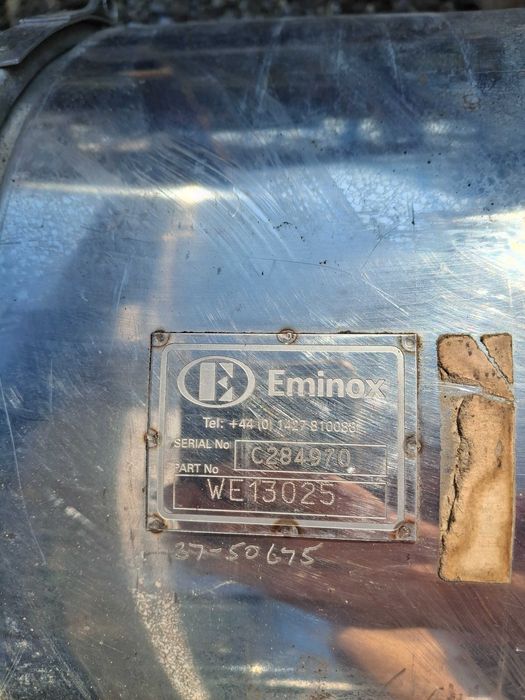 E Eminox
Tel: +44 (0) 1427 810088
SERIAL No C284970
PART No WE13025
37-50675